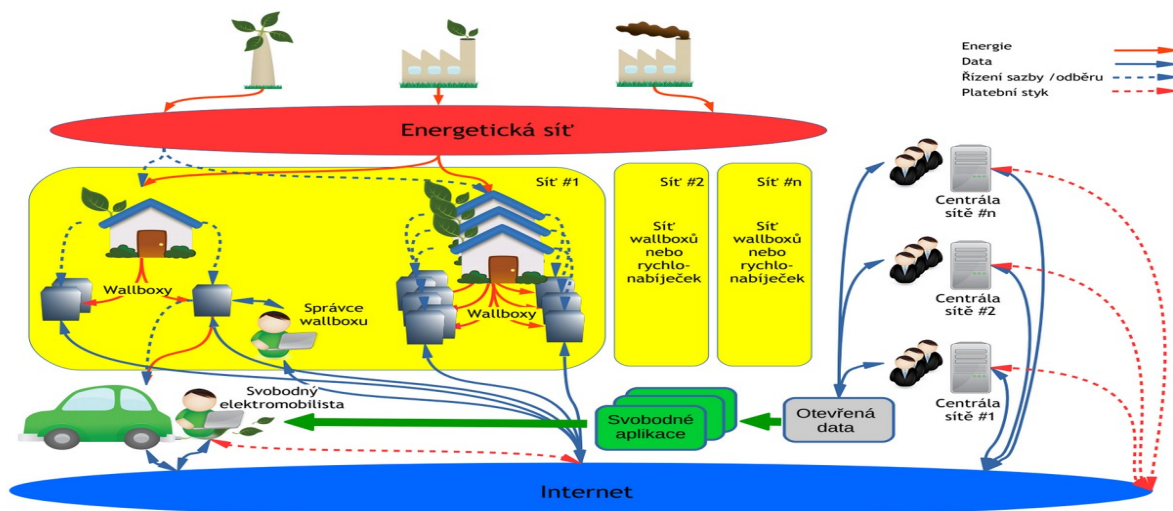 Energie
Data
Řízení sazby /odběru
Platební styk
Energetická síť
Síť #1
Síť #2
Síť #n
Síť
wallboxů
nebo
rychlo-
nabíječek
Síť
wallboxů
nebo
rychlo-
nabíječek
Wallboxy
Správce
wallboxu
Wallboxy
Centrála
sítě #n
Centrála
sítě #2
Centrála
sítě #1
Svobodný
elektromobilista
Svobodné
aplikace
Otevřená
data
Internet